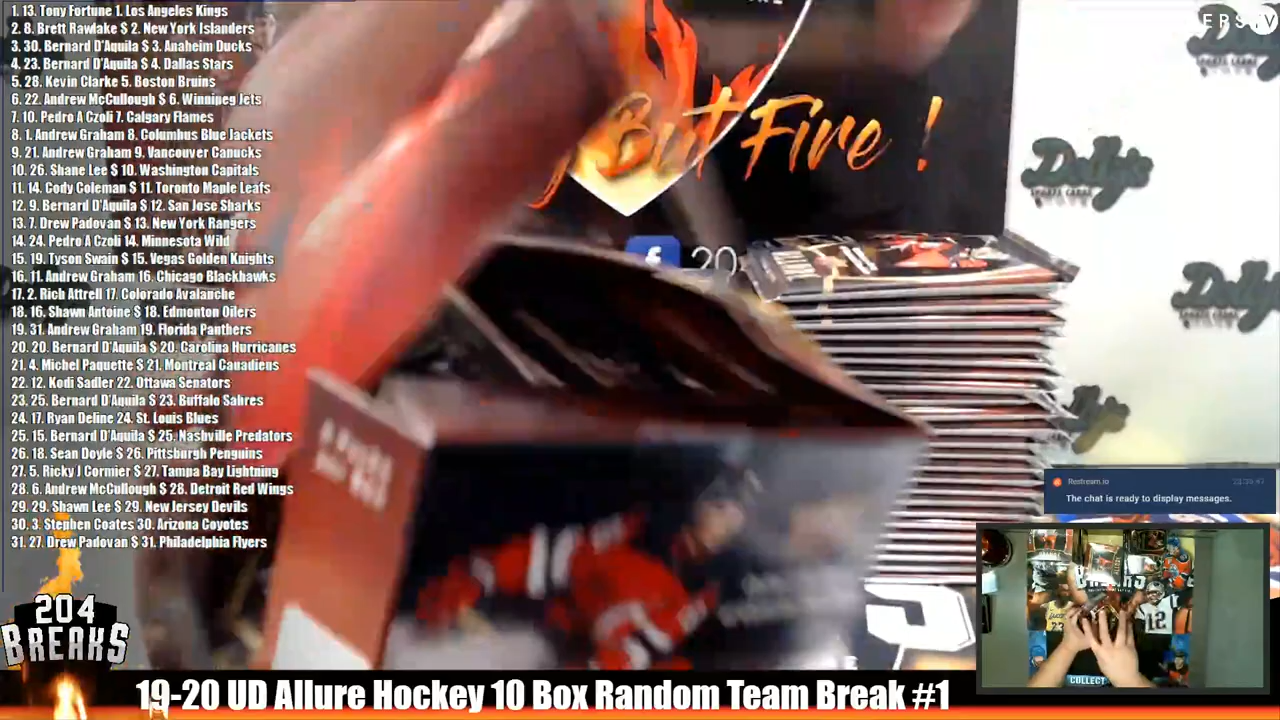 1. 13. Tony Fortune 1. Los Angeles Kings
2. 8. Brett Rawlake $ 2. New York Islanders
3. 30. Bernard D'Aquila $ 3. Anaheim Ducks
4. 23. Bernard D'Aquila $ 4. Dallas Stars
5. 28. Kevin Clarke 5. Boston Bruins
6. 22. Andrew McCullough $ 6. Winnipeg Jets
7. 10. Pedro A Czoli 7. Calgary Flames
8. 1. Andrew Graham 8. Columbus Blue Jackets
9. 21. Andrew Graham 9. Vancouver Canucks
10. 26. Shane Lee $ 10. Washington Capitals
11. 14. Cody Coleman $ 11. Toronto Maple Leafs
12. 9. Bernard D'Aquila $ 12. San Jose Sharks
13. 7. Drew Padovan $ 13. New York Rangers
14. 24. Pedro A Czoli 14. Minnesota Wild
15. 19. Tyson Swain $ 15. Vegas Golden Knights
16. 11. Andrew Graham 16. Chicago Blackhawks
17. 2. Rich Attrell 17. Colorado Avalanche
18. 16. Shawn Antoine $ 18. Edmonton Oilers
19. 31. Andrew Graham 19. Florida Panthers
20. 20. Bernard D'Aquila $ 20. Carolina Hurricanes
21. 4. Michel Paquette $ 21. Montreal Canadiens
22. 12. Kodi Sadler 22. Ottawa Senators
23. 25. Bernard D'Aquila $ 23. Buffalo Sabres
24. 17. Ryan Deline 24. St. Louis Blues
25. 15. Bernard D'Aquila $ 25. Nashville Predators
26. 18. Sean Doyle $ 26. Pittsburgh Penguins
27. 5. Ricky J Cormier $ 27. Tampa Bay Lightning
28. 6. Andrew McCullough $ 28. Detroit Red Wings
29. 29. Shawn Lee $ 29. New Jersey Devils
30. 3. Stephen Coates 30. Arizona Coyotes
31. 27. Drew Padovan $ 31. Philadelphia Flyers
But Fire !
20
Dolly's
SPORTS CARDS
Dolly's
Restream.io
The chat is ready to display messages.
23
12
COLLECT
204
BREAKS
19-20 UD Allure Hockey 10 Box Random Team Break #1